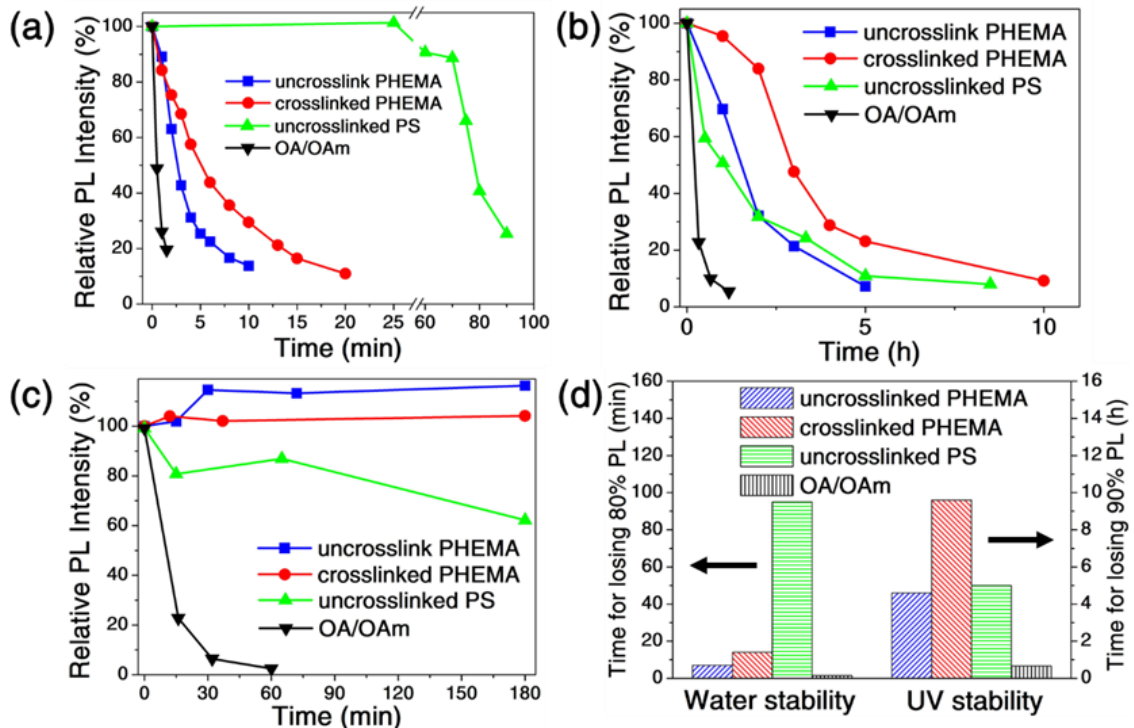 (a)
Relative PL Intensity (%)
100
80
60
40
20
0
uncrosslink PHEMA
crosslinked PHEMA
uncrosslinked PS
OA/OAm
0 5 10 15 20 25 60 80 100
Time (min)
(b)
Relative PL Intensity (%)
100
80
60
40
20
0
uncrosslink PHEMA
crosslinked PHEMA
uncrosslinked PS
OA/OAm
0 5 10
Time (h)
(c)
Relative PL Intensity (%)
100
80
60
40
20
0
uncrosslink PHEMA
crosslinked PHEMA
uncrosslinked PS
OA/OAm
0 30 60 90 120 150 180
Time (min)
(d)
Time for losing 80% PL (min)
160
140
120
100
80
60
40
20
0
uncrosslinked PHEMA
crosslinked PHEMA
uncrosslinked PS
OA/OAm
16
14
12
10
8
6
4
2
0
Time for losing 90% PL (h)
Water stability UV stability